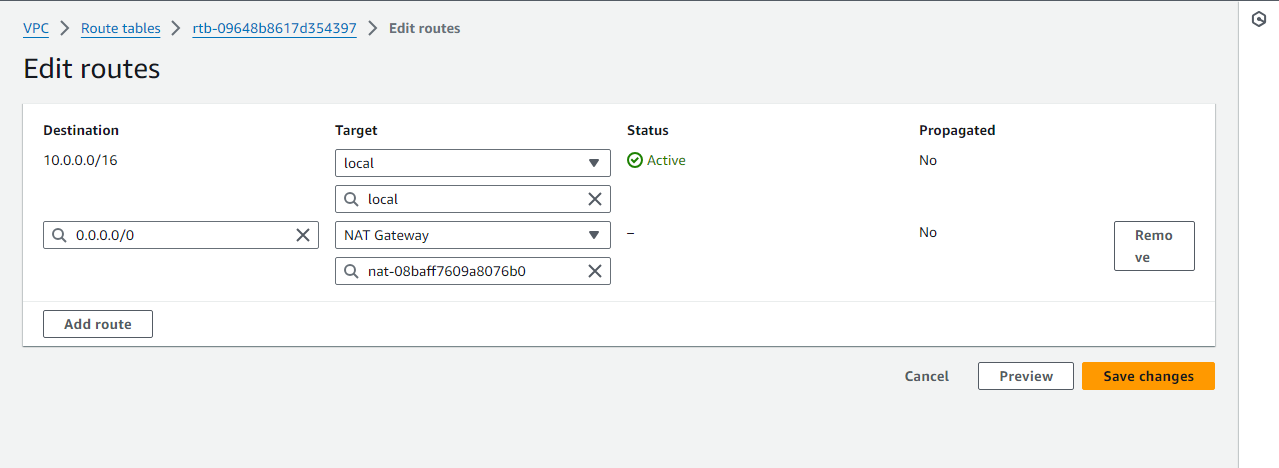 VPC > Route tables > rtb-09648b8617d354397 > Edit routes
Edit routes
Destination Target Status Propagated
10.0.0.0/16 local Active No
local
0.0.0.0/0 NAT Gateway – No Remo
ve
nat-08baff7609a8076b0
Add route
Cancel Preview Save changes